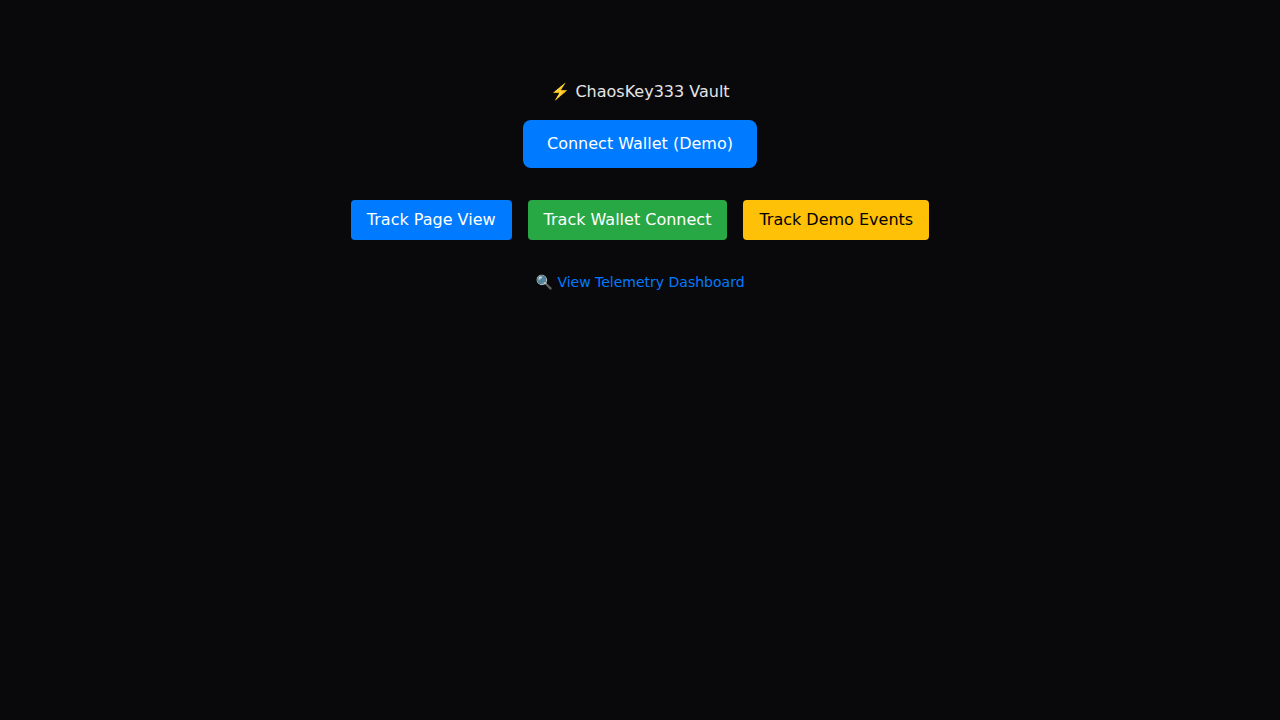 ⚡ ChaosKey333 Vault
Connect Wallet (Demo)
Track Page View Track Wallet Connect Track Demo Events
🔍 View Telemetry Dashboard